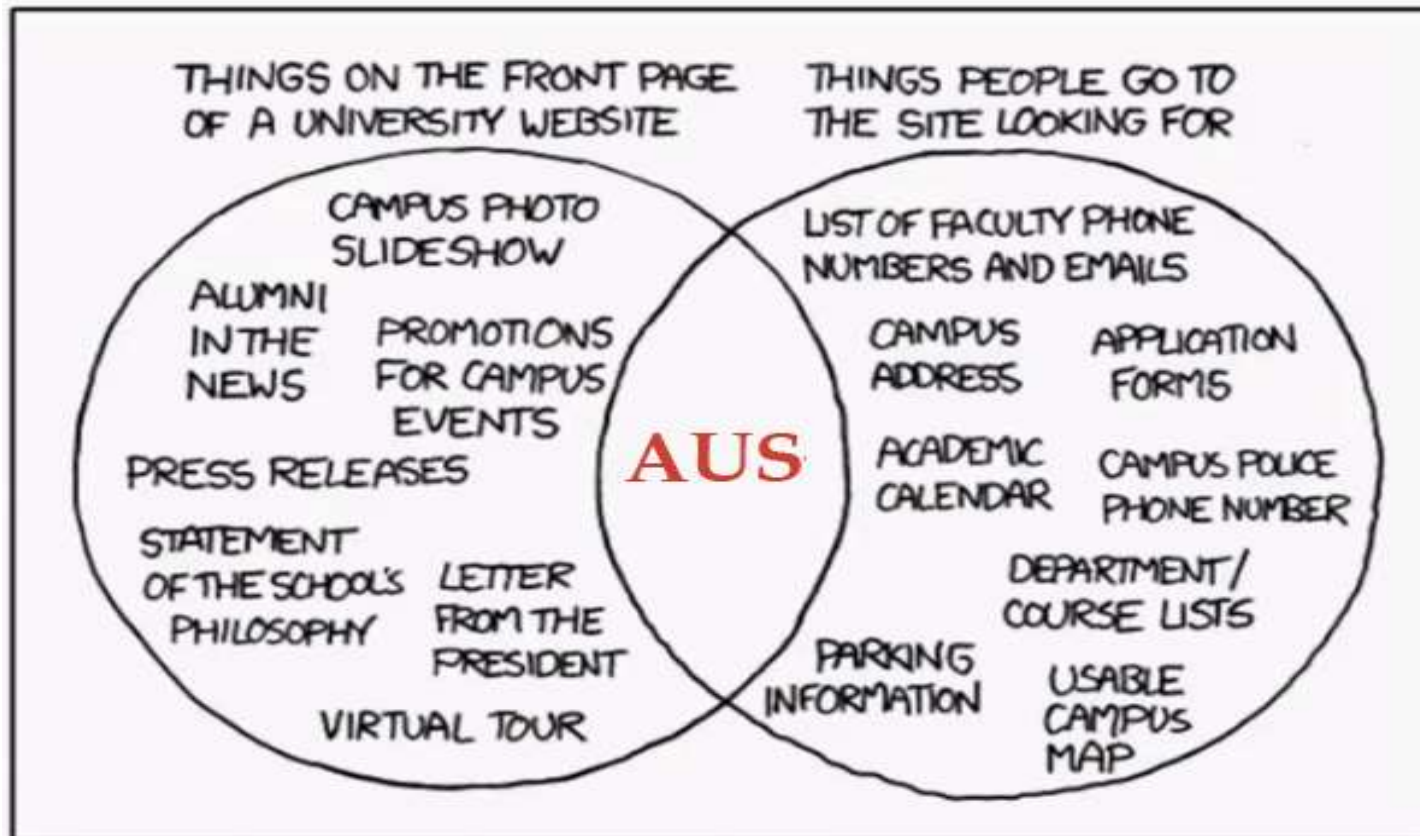 THINGS ON THE FRONT PAGE
OF A UNIVERSITY WEBSITE
THINGS PEOPLE GO TO
THE SITE LOOKING FOR
CAMPUS PHOTO
SLIDESHOW
ALUMNI
IN THE
NEWS
PROMOTIONS
FOR CAMPUS
EVENTS
PRESS RELEASES
STATEMENT
OF THE SCHOOL'S
PHILOSOPHY
LETTER
FROM THE
PRESIDENT
VIRTUAL TOUR
AUS
LIST OF FACULTY PHONE
NUMBERS AND EMAILS
CAMPUS
ADDRESS
APPLICATION
FORMS
ACADEMIC
CALENDAR
CAMPUS POLICE
PHONE NUMBER
DEPARTMENT/
COURSE LISTS
PARKING
INFORMATION
USABLE
CAMPUS
MAP